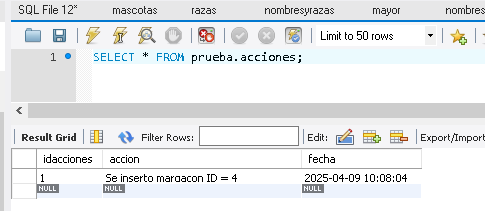 SQL File 12* mascotas razas nombresyrazas mayor nombres
Limit to 50 rows
1 SELECT * FROM prueba.acciones;
Result Grid Filter Rows: Edit: Export/Import
idacciones accion fecha
1 Se inserto margacon ID = 4 2025-04-09 10:08:04
NULL NULL NULL